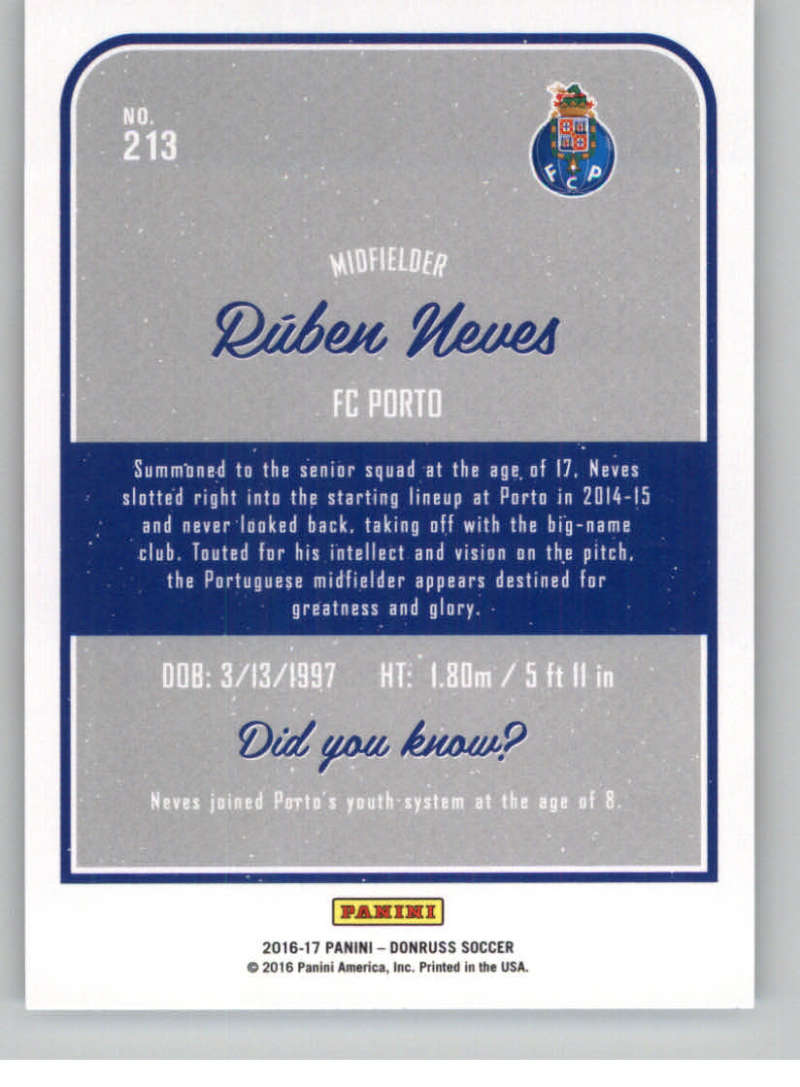 NO.
213
FCP
MIDFIELDER
Rúben Neves
FC PORTO
Summoned to the senior squad at the age of 17, Neves
slotted right into the starting lineup at Porto in 2014-15
and never looked back, taking off with the big-name
club. Touted for his intellect and vision on the pitch,
the Portuguese midfielder appears destined for
greatness and glory.
DOB: 3/13/1997 HT: 1.80m / 5 ft 11 in
Did you know?
Neves joined Porto's youth-system at the age of 8.
PANINI
2016-17 PANINI – DONRUSS SOCCER
© 2016 Panini America, Inc. Printed in the USA.